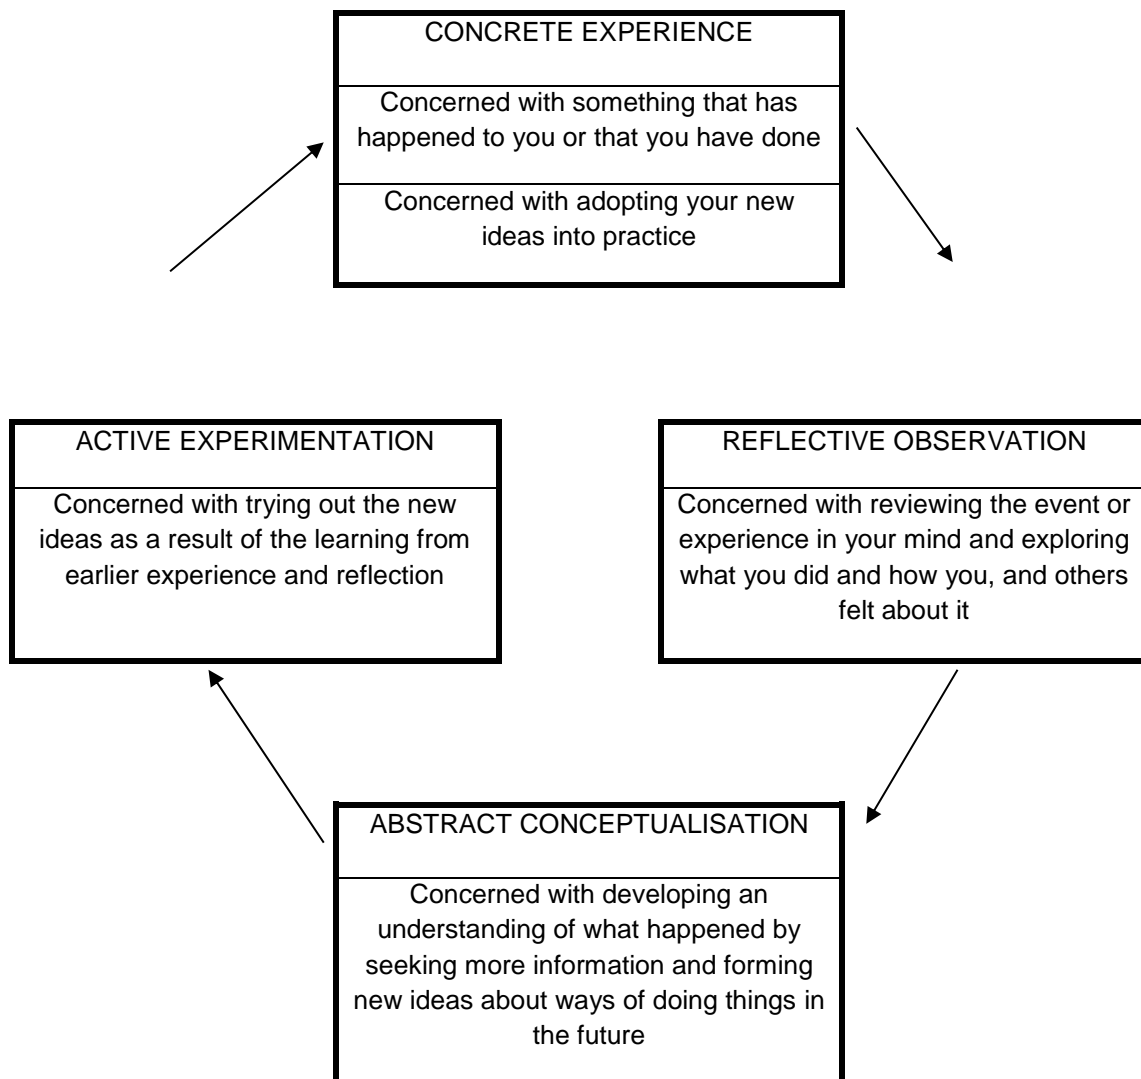 CONCRETE EXPERIENCE
Concerned with something that has
happened to you or that you have done
Concerned with adopting your new
ideas into practice
ACTIVE EXPERIMENTATION
Concerned with trying out the new
ideas as a result of the learning from
earlier experience and reflection
REFLECTIVE OBSERVATION
Concerned with reviewing the event or
experience in your mind and exploring
what you did and how you, and others
felt about it
ABSTRACT CONCEPTUALISATION
Concerned with developing an
understanding of what happened by
seeking more information and forming
new ideas about ways of doing things in
the future